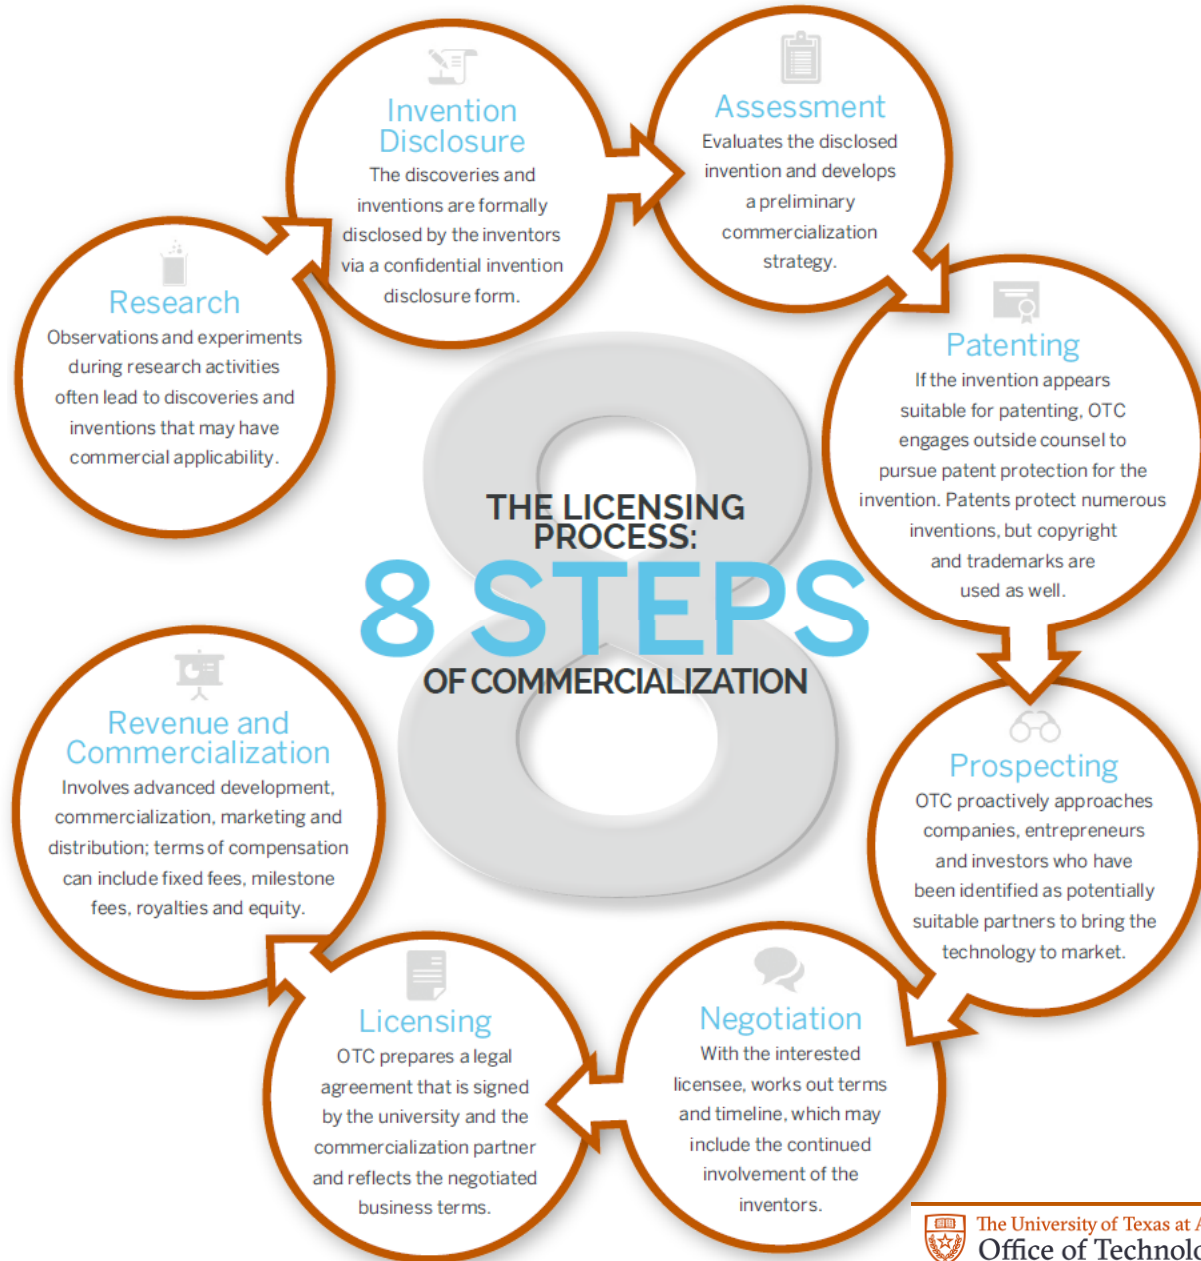 Research
Observations and experiments
during research activities
often lead to discoveries and
inventions that may have
commercial applicability.
Invention
Disclosure
The discoveries and
inventions are formally
disclosed by the inventors
via a confidential invention
disclosure form.
Assessment
Evaluates the disclosed
invention and develops
a preliminary
commercialization
strategy.
Patenting
If the invention appears
suitable for patenting, OTC
engages outside counsel to
pursue patent protection for the
invention. Patents protect numerous
inventions, but copyright
and trademarks are
used as well.
Prospecting
OTC proactively approaches
companies, entrepreneurs
and investors who have
been identified as potentially
suitable partners to bring the
technology to market.
Negotiation
With the interested
licensee, works out terms
and timeline, which may
include the continued
involvement of the
inventors.
Licensing
OTC prepares a legal
agreement that is signed
by the university and the
commercialization partner
and reflects the negotiated
business terms.
Revenue and
Commercialization
Involves advanced development,
commercialization, marketing and
distribution; terms of compensation
can include fixed fees, milestone
fees, royalties and equity.
8
THE LICENSING
PROCESS:
8 STEPS
OF COMMERCIALIZATION
The University of Texas at
Office of